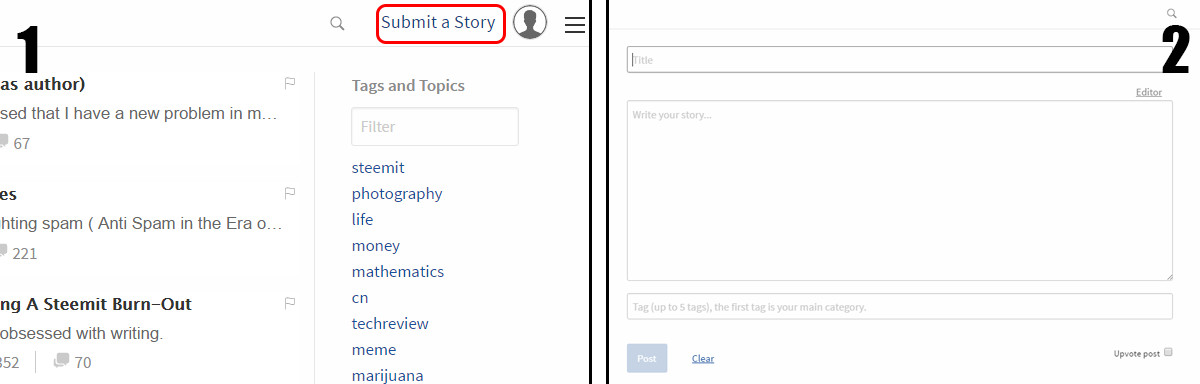 1
Submit a Story
as author)
sed that I have a new problem in m...
67
es
hting spam ( Anti Spam in the Era o...
221
ng A Steemit Burn-Out
obsessed with writing.
352 70
Tags and Topics
Filter
steemit
photography
life
money
mathematics
cn
techreview
meme
marijuana
2
Title
Editor
Write your story...
Tag (up to 5 tags), the first tag is your main category.
Post Clear Upvote post